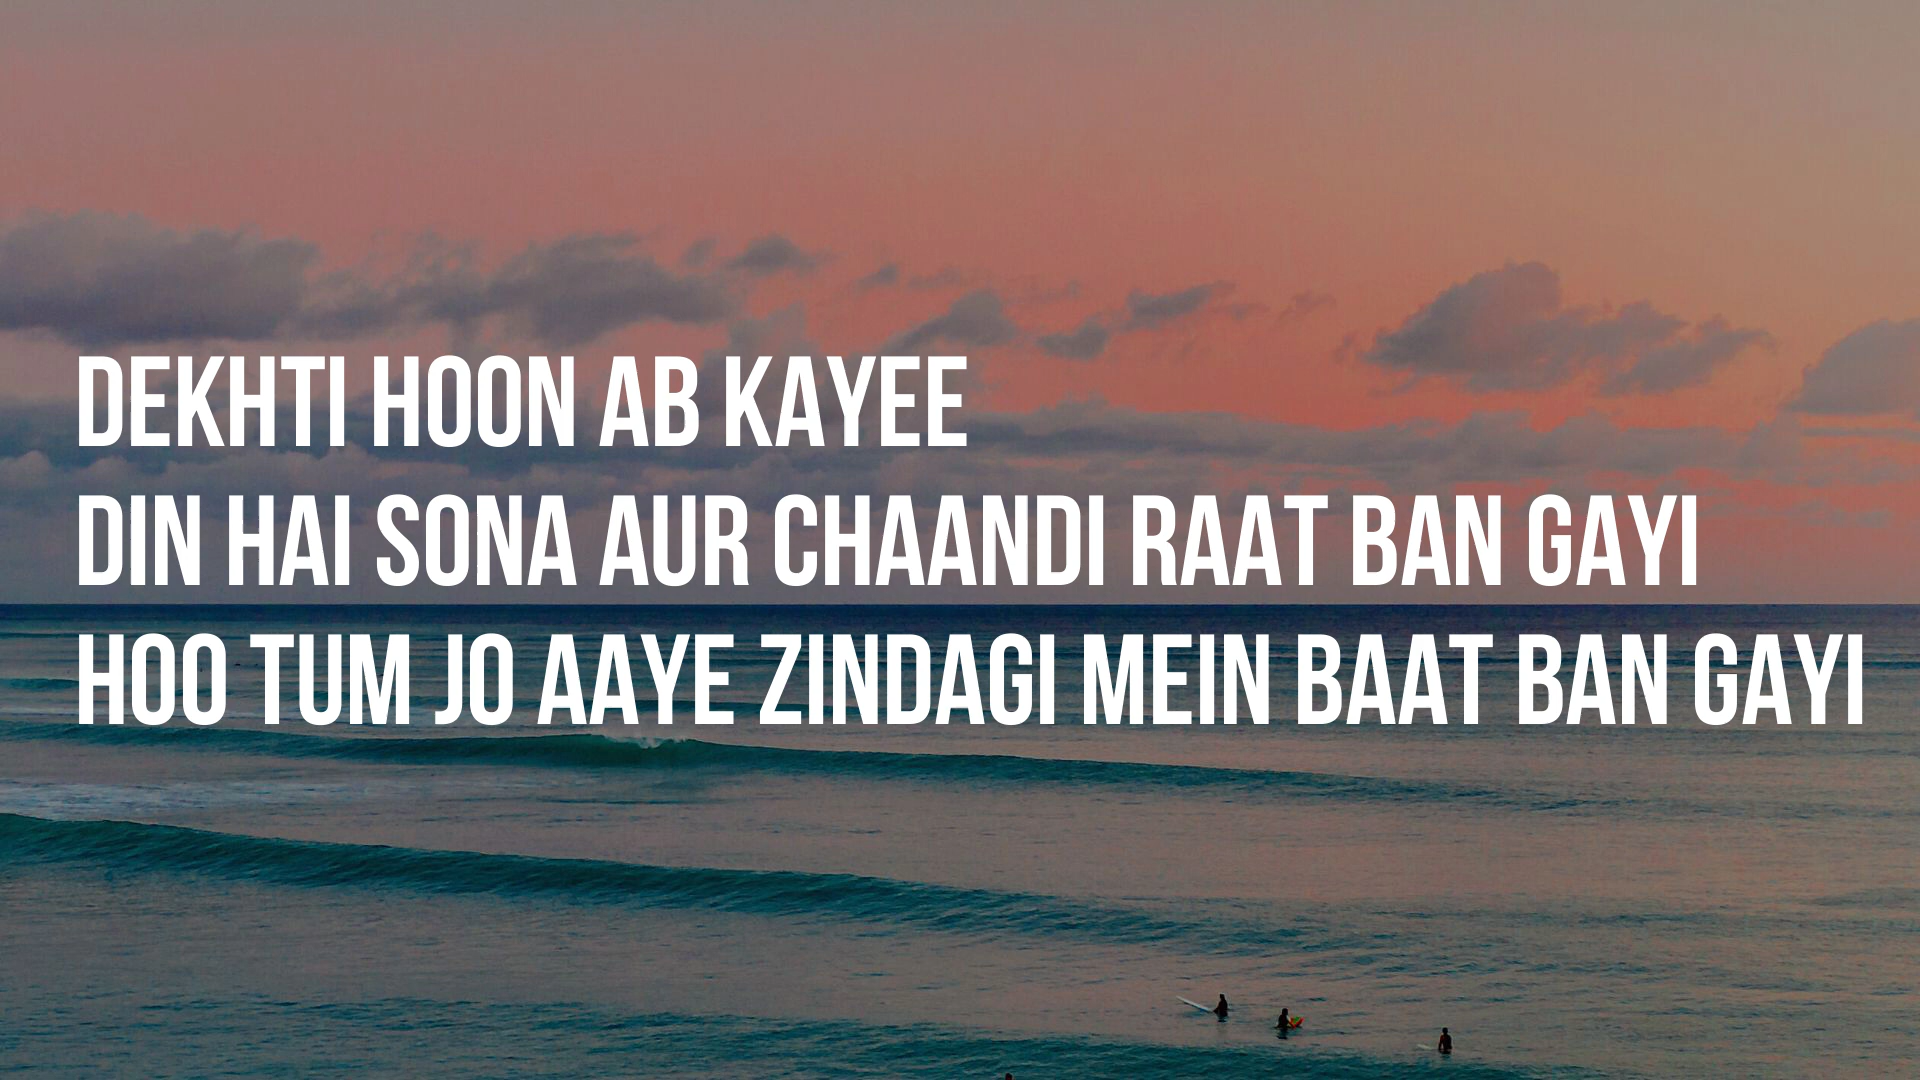 DEKHTI HOON AB KAYEE
DIN HAI SONA AUR CHAANDI RAAT BAN GAYI
HOO TUM JO AAYE ZINDAGI MEIN BAAT BAN GAYI